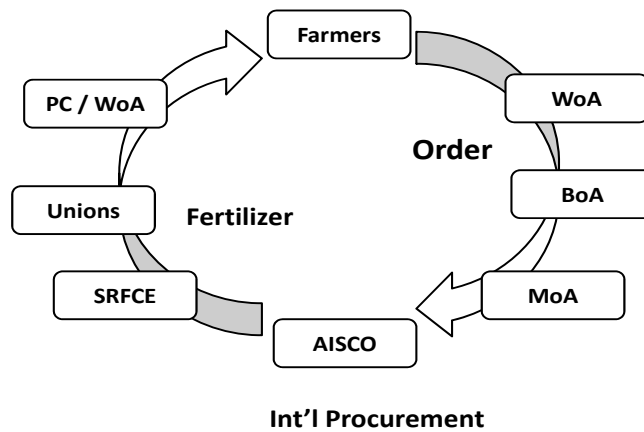 Farmers
PC / WoA
WoA
Order
Unions
Fertilizer
BoA
SRFCE
MoA
AISCO
Int'l Procurement